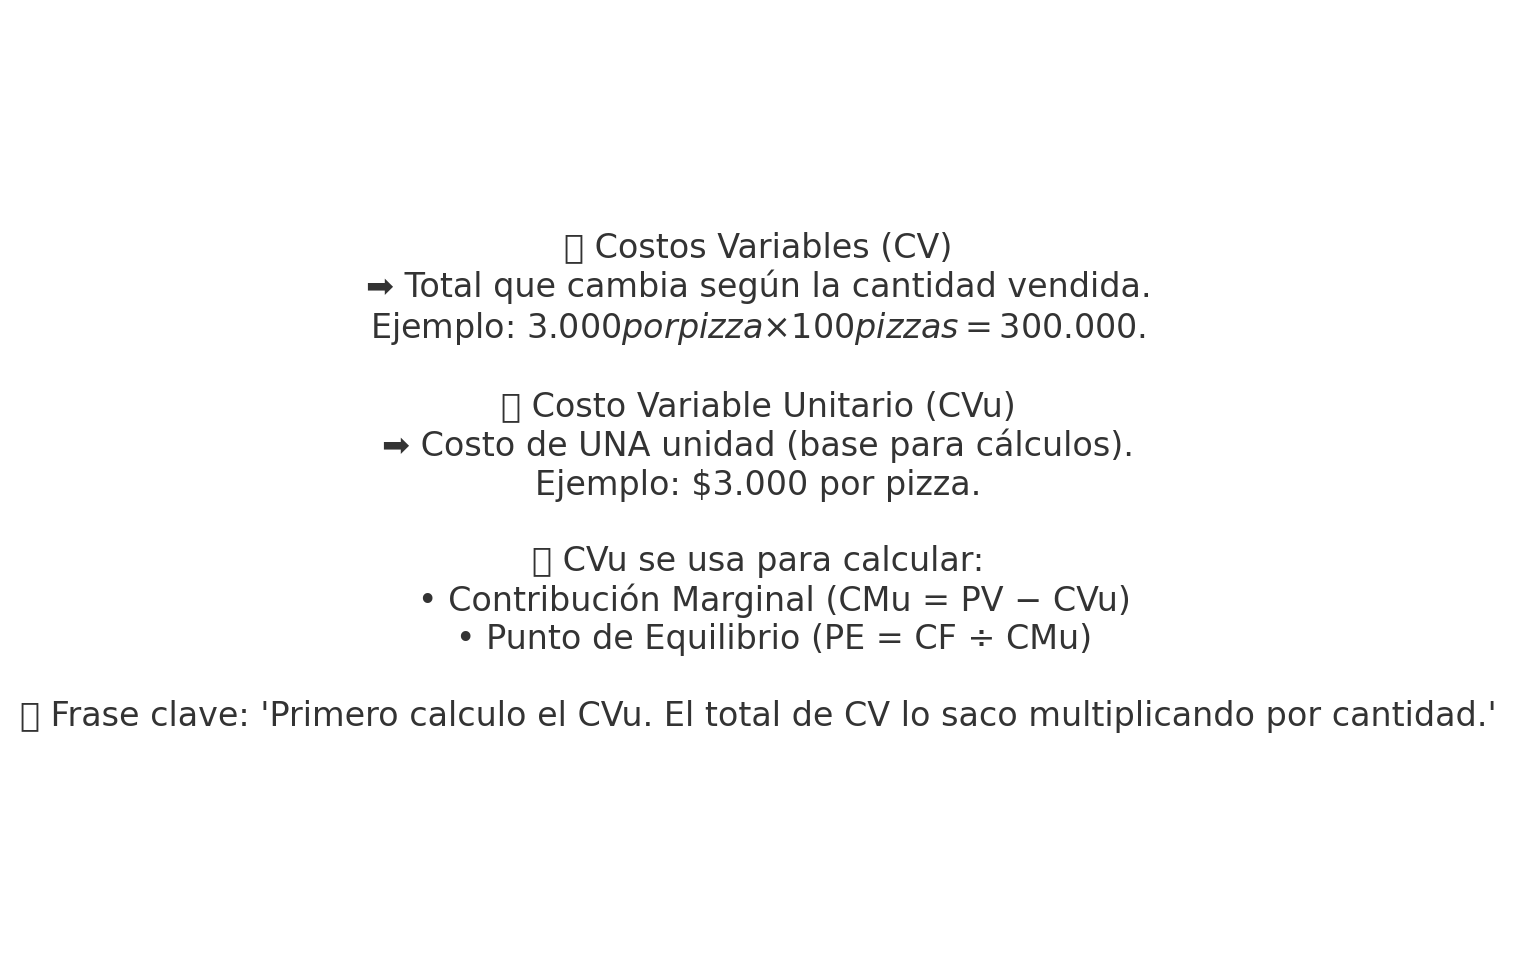 ▯ Costos Variables (CV)
➡ Total que cambia según la cantidad vendida.
Ejemplo: 3.000porpizza×100pizzas=300.000.
▯ Costo Variable Unitario (CVu)
➡ Costo de UNA unidad (base para cálculos).
Ejemplo: $3.000 por pizza.
▯ CVu se usa para calcular:
• Contribución Marginal (CMu = PV − CVu)
• Punto de Equilibrio (PE = CF ÷ CMu)
▯ Frase clave: 'Primero calculo el CVu. El total de CV lo saco multiplicando por cantidad.'